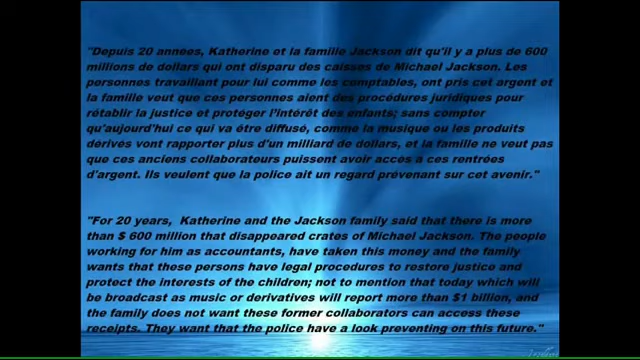 "Depuis 20 années, Katherine et la famille Jackson dit qu'il y a plus de 600
millions de dollars qui ont disparu des caisses de Michael Jackson. Les
personnes travaillant pour lui comme les comptables, ont pris cet argent et
la famille veut que ces personnes aient des procédures juridiques pour
rétablir la justice et protéger l'intérêt des enfants; sans compter
qu'aujourd'hui ce qui va être diffusé, comme la musique ou les produits
dérivés vont rapporter plus d'un milliard de dollars, et la famille ne veut pas
que ces anciens collaborateurs puissent avoir accès à ces rentrées
d'argent. Ils veulent que la police ait un regard prévenant sur cet avenir."
"For 20 years,  Katherine and the Jackson family said that there is more
than $ 600 million that disappeared crates of Michael Jackson. The people
working for him as accountants, have taken this money and the family
wants that these persons have legal procedures to restore justice and
protect the interests of the children; not to mention that today which will
be broadcast as music or derivatives will report more than $1 billion, and
the family does not want these former collaborators can access these
receipts. They want that the police have a look preventing on this future."